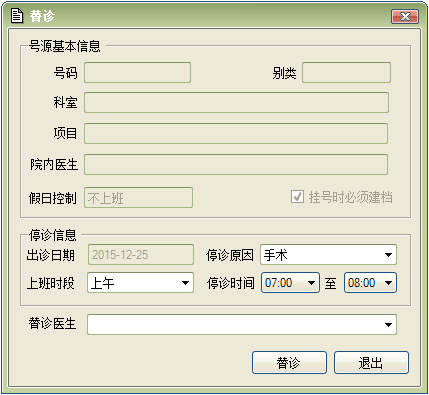 替诊
号源基本信息
号码 别类
科室
项目
院内医生
假日控制 不上班 挂号时必须建档
停诊信息
出诊日期 2015-12-25 停诊原因 手术
上班时段 上午 停诊时间 07:00 至 08:00
替诊医生
替诊 退出